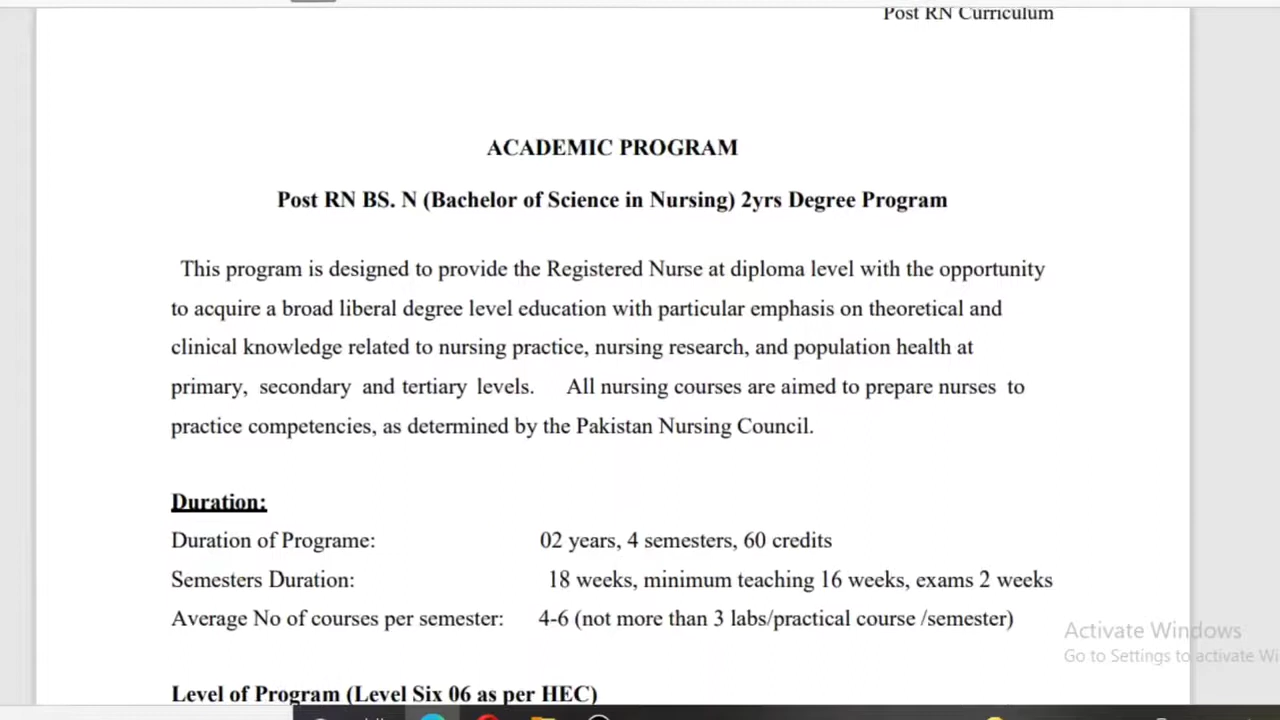 Post RN Curriculum
ACADEMIC PROGRAM
Post RN BS. N (Bachelor of Science in Nursing) 2yrs Degree Program
This program is designed to provide the Registered Nurse at diploma level with the opportunity
to acquire a broad liberal degree level education with particular emphasis on theoretical and
clinical knowledge related to nursing practice, nursing research, and population health at
primary, secondary and tertiary levels. All nursing courses are aimed to prepare nurses to
practice competencies, as determined by the Pakistan Nursing Council.
Duration:
Duration of Programe: 02 years, 4 semesters, 60 credits
Semesters Duration: 18 weeks, minimum teaching 16 weeks, exams 2 weeks
Average No of courses per semester: 4-6 (not more than 3 labs/practical course /semester)
Activate Windows
Go to Settings to activate Wi
Level of Program (Level Six 06 as per HEC)